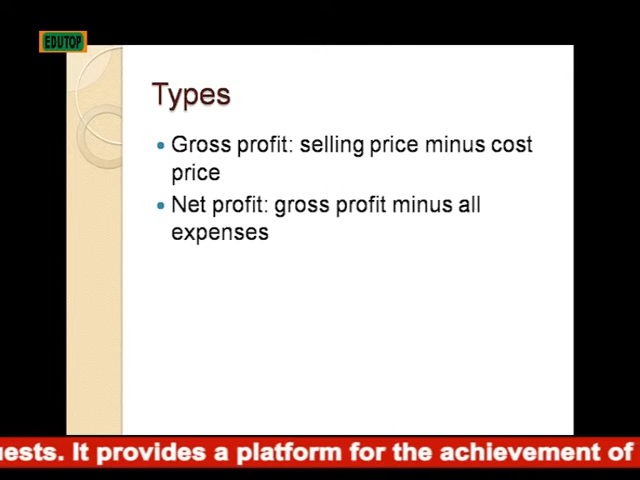 EDUTOP
Types
Gross profit: selling price minus cost
price
Net profit: gross profit minus all
expenses
. It provides a platform for the achievement of